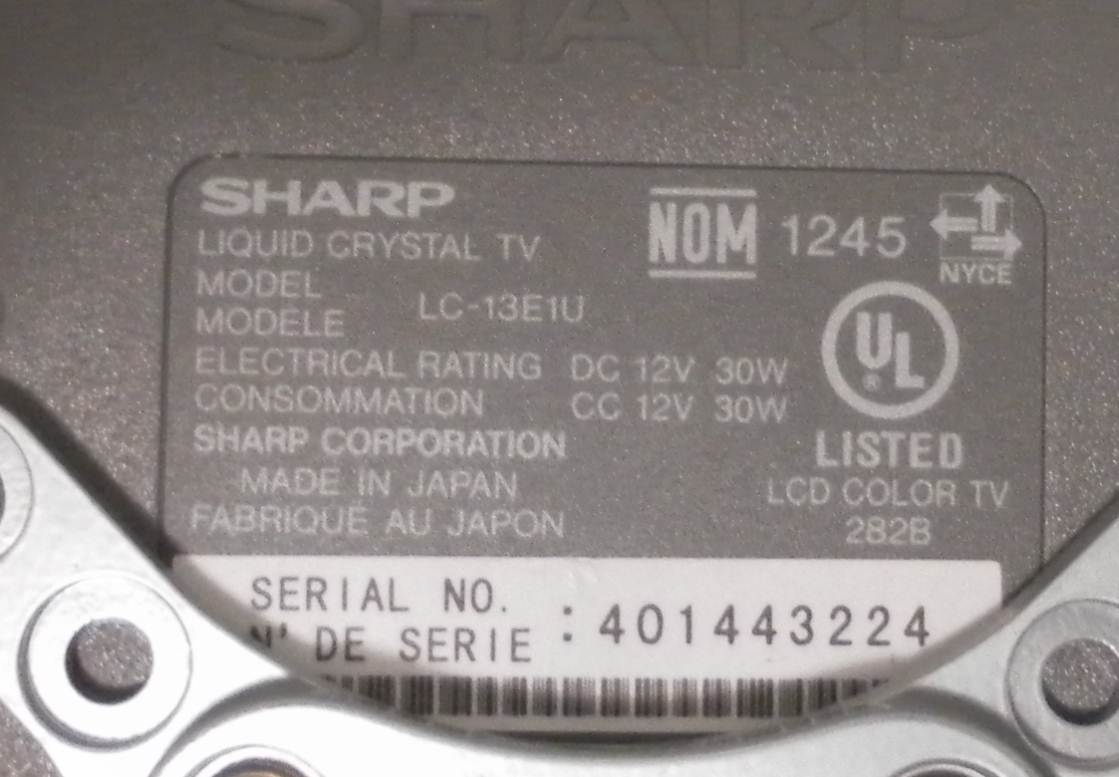 SHARP
SHARP
LIQUID CRYSTAL TV
MODEL
MODELE
LC-13E1U
ELECTRICAL RATING DC 12V 30W
CONSOMMATION CC 12V 30W
SHARP CORPORATION
MADE IN JAPAN
FABRIQUE AU JAPON
NOM 1245
NYCE
UL
®
LISTED
LCD COLOR TV
282B
SERIAL NO.
N' DE SERIE
:401443224